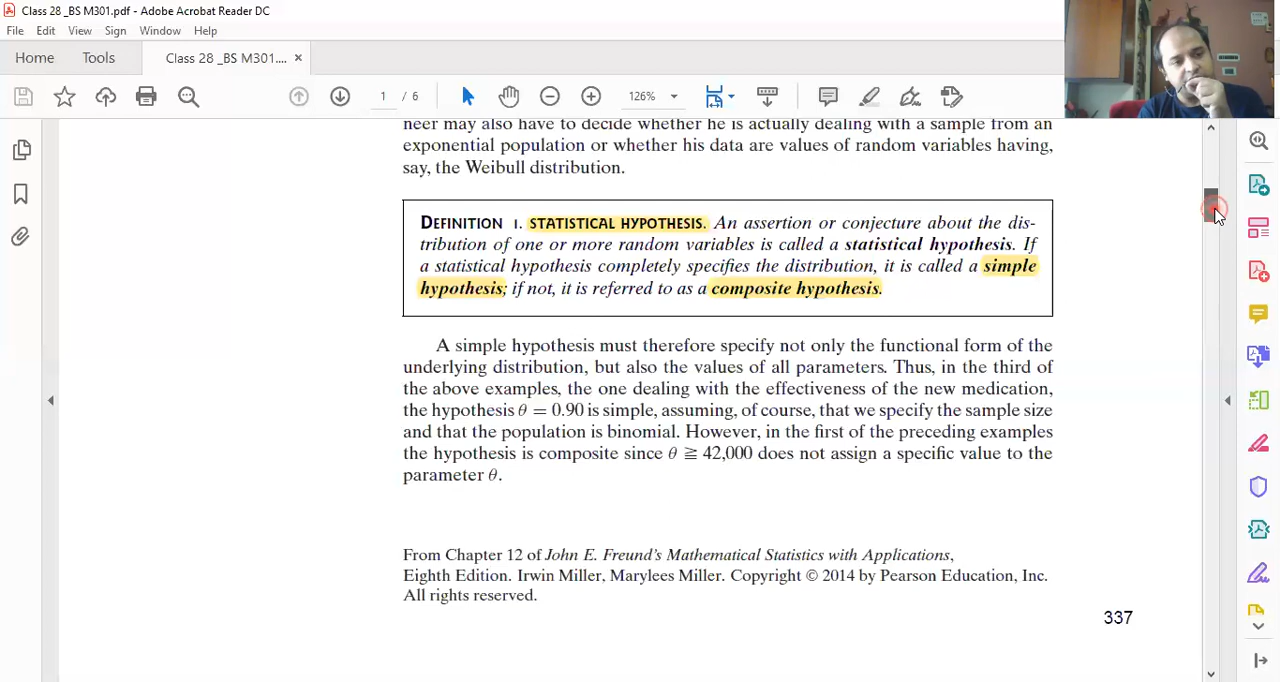 Class 28 _BS M301.pdf - Adobe Acrobat Reader DC
File Edit View Sign Window Help
Home Tools Class 28 _BS M301.... ×
1 / 6 126%
neer may also have to decide whether he is actually dealing with a sample from an
exponential population or whether his data are values of random variables having,
say, the Weibull distribution.
DEFINITION 1. STATISTICAL HYPOTHESIS. An assertion or conjecture about the dis-
tribution of one or more random variables is called a statistical hypothesis. If
a statistical hypothesis completely specifies the distribution, it is called a simple
hypothesis; if not, it is referred to as a composite hypothesis.
A simple hypothesis must therefore specify not only the functional form of the
underlying distribution, but also the values of all parameters. Thus, in the third of
the above examples, the one dealing with the effectiveness of the new medication,
the hypothesis θ = 0.90 is simple, assuming, of course, that we specify the sample size
and that the population is binomial. However, in the first of the preceding examples
the hypothesis is composite since θ ≧ 42,000 does not assign a specific value to the
parameter θ.
From Chapter 12 of John E. Freund's Mathematical Statistics with Applications,
Eighth Edition. Irwin Miller, Marylees Miller. Copyright © 2014 by Pearson Education, Inc.
All rights reserved.
337